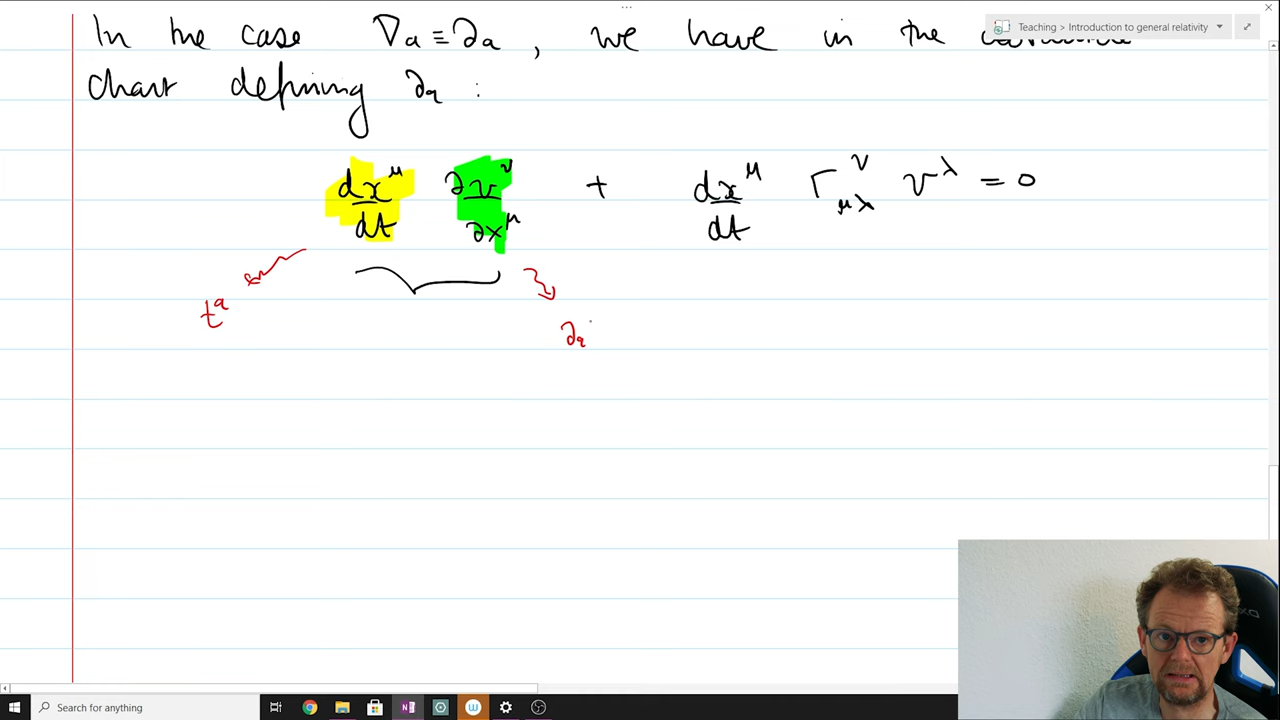 In the case ∇a ≡ ∂a , we have in the
Teaching > Introduction to general relativity
chart defining ∂a :
dx^μ/dt ∂v^ν/∂x^μ + dx^μ/dt Γ^ν_μλ v^λ = 0
t^a
∂a
Search for anything